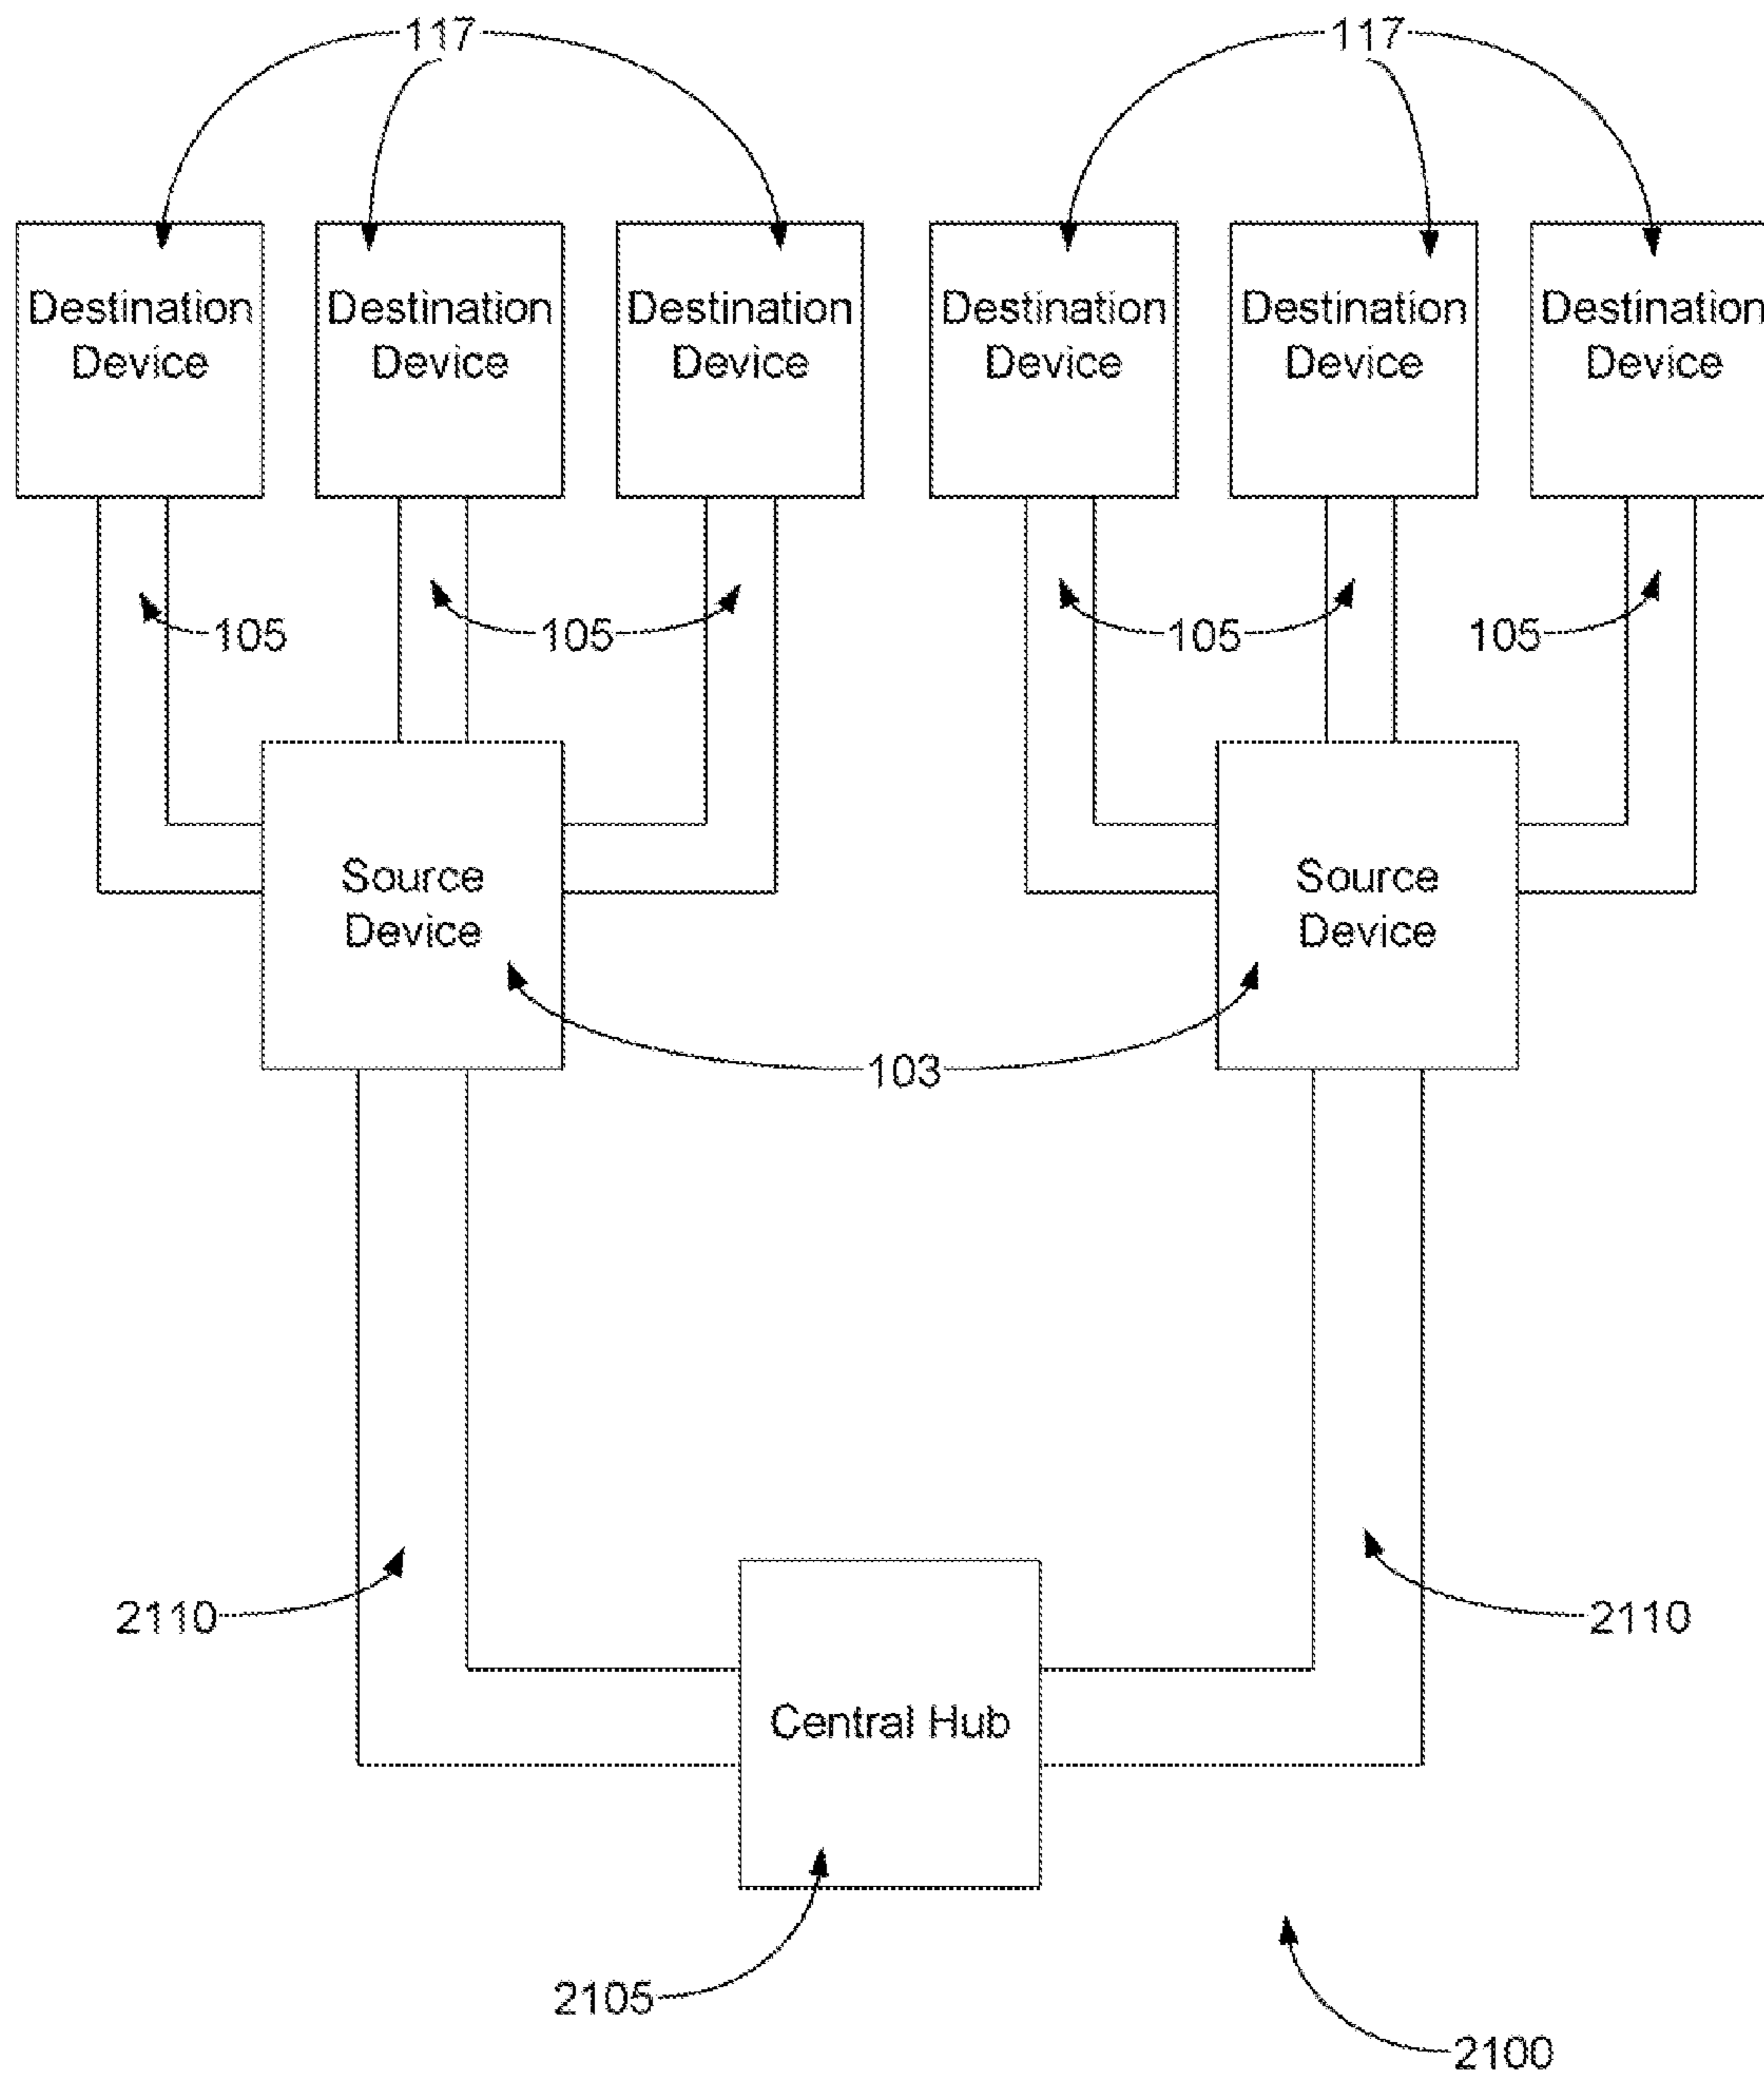 117
117
Destination
Device
Destination
Device
Destination
Device
Destination
Device
Destination
Device
Destination
Device
105
105
105
105
Source
Device
Source
Device
103
2110
2110
Central Hub
2105
2100